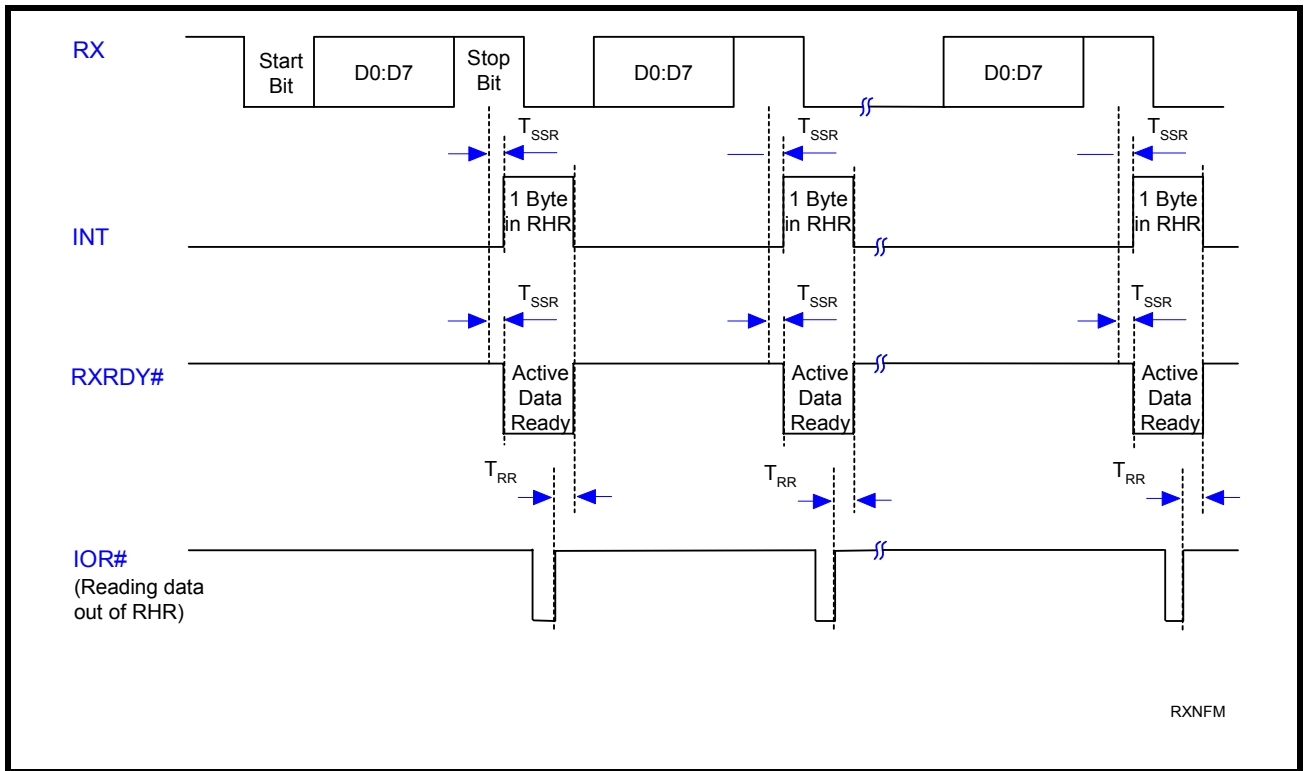 RX
Start
Bit
D0:D7
Stop
Bit
D0:D7
D0:D7
TSSR
TSSR
TSSR
INT
1 Byte
in RHR
1 Byte
in RHR
1 Byte
in RHR
TSSR
TSSR
TSSR
RXRDY#
Active
Data
Ready
Active
Data
Ready
Active
Data
Ready
TRR
TRR
TRR
IOR#
(Reading data
out of RHR)
RXNFM